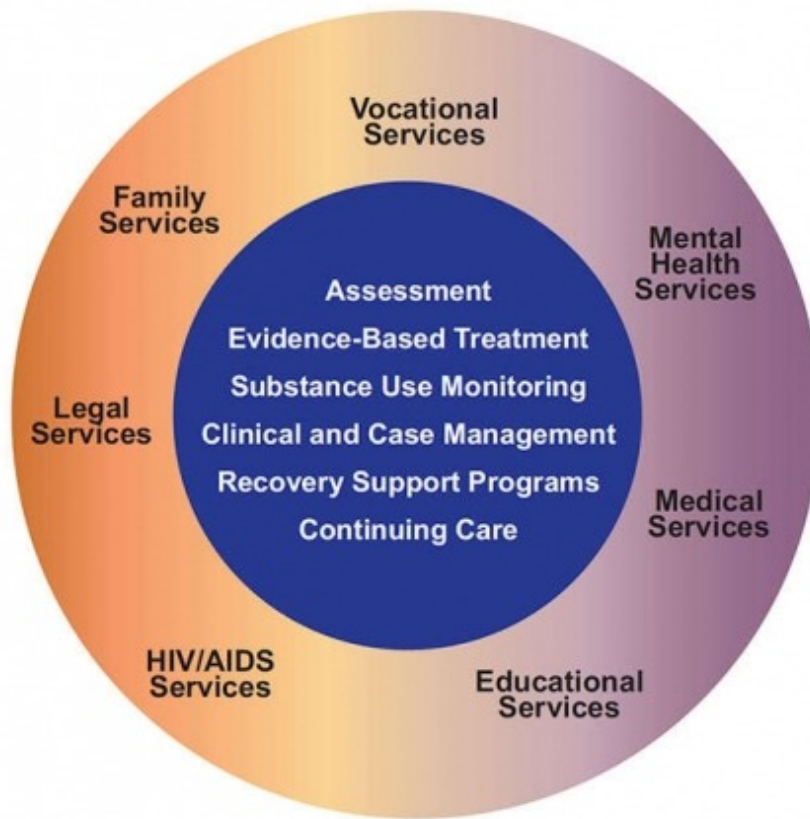 Vocational
Services
Family
Services
Mental
Health
Services
Assessment
Evidence-Based Treatment
Substance Use Monitoring
Clinical and Case Management
Recovery Support Programs
Continuing Care
Legal
Services
Medical
Services
HIV/AIDS
Services
Educational
Services